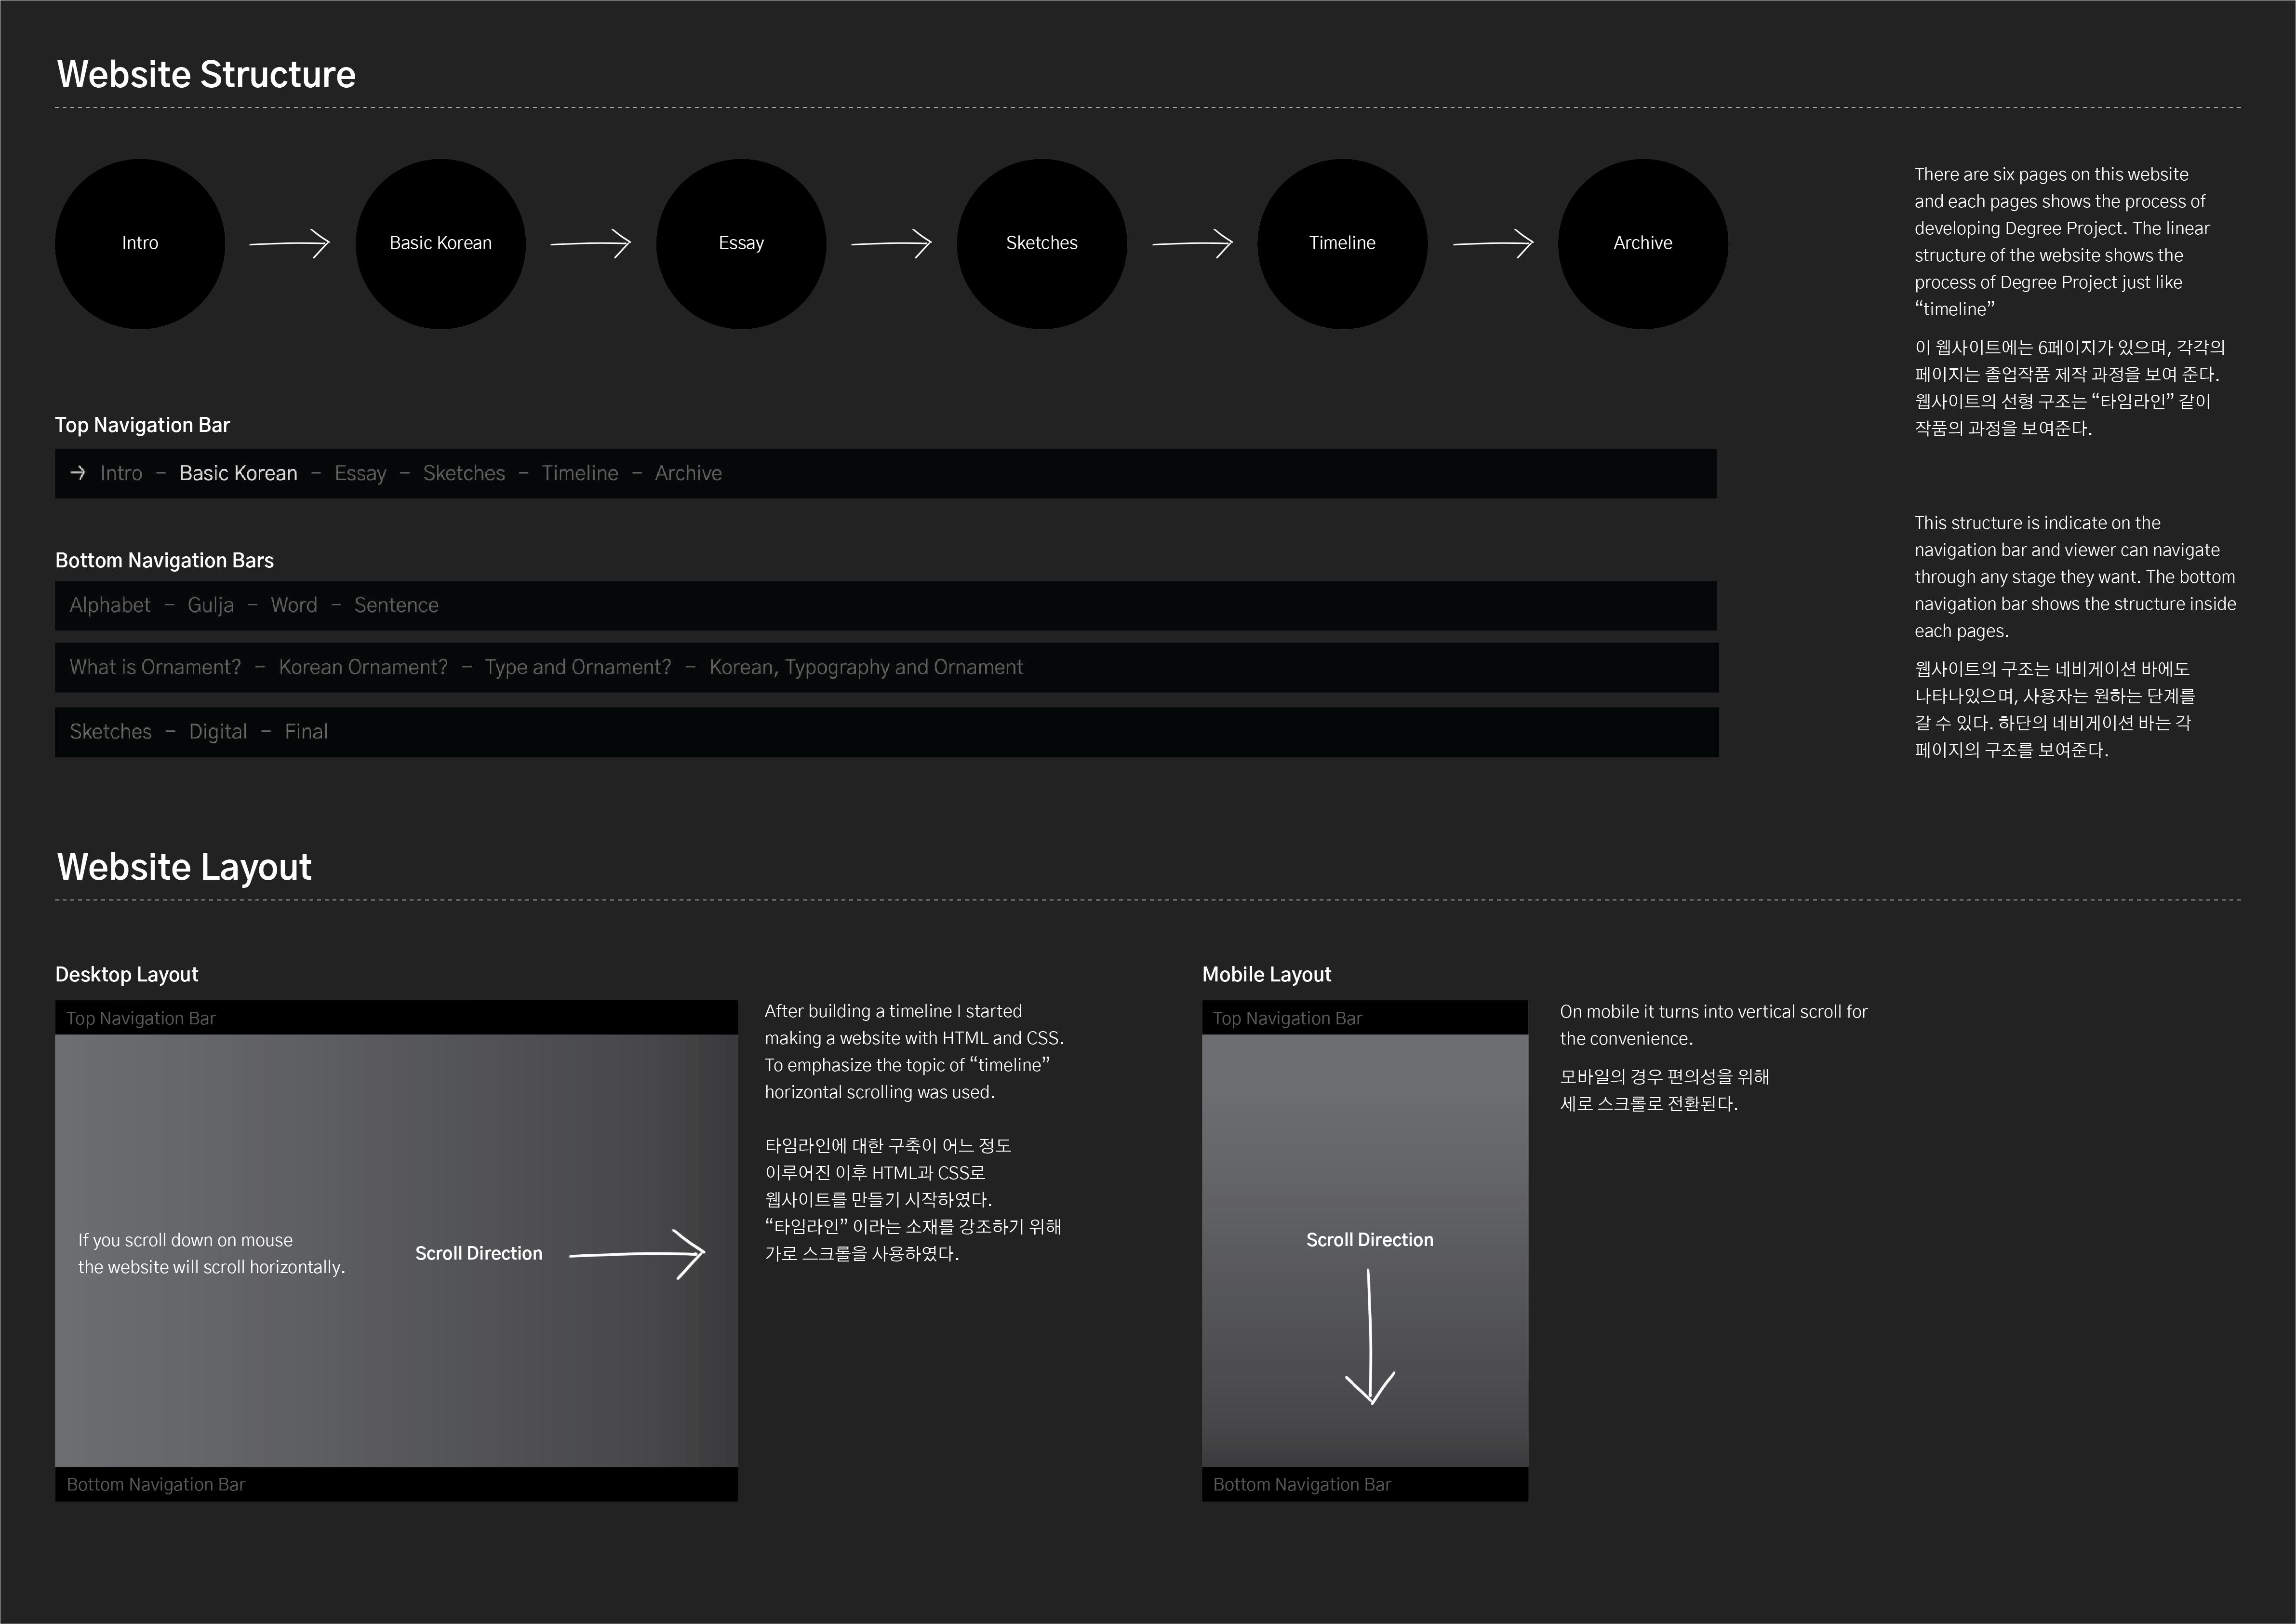 Website Structure
Intro
Basic Korean
Essay
Sketches
Timeline
Archive
There are six pages on this website
and each pages shows the process of
developing Degree Project. The linear
structure of the website shows the
process of Degree Project just like
“timeline”
이 웹사이트에는 6페이지가 있으며, 각각의
페이지는 졸업작품 제작 과정을 보여 준다.
웹사이트의 선형 구조는 “타임라인” 같이
작품의 과정을 보여준다.
Top Navigation Bar
→ Intro – Basic Korean – Essay – Sketches – Timeline – Archive
Bottom Navigation Bars
Alphabet – Gulja – Word – Sentence
What is Ornament? – Korean Ornament? – Type and Ornament? – Korean, Typography and Ornament
Sketches – Digital – Final
This structure is indicate on the
navigation bar and viewer can navigate
through any stage they want. The bottom
navigation bar shows the structure inside
each pages.
웹사이트의 구조는 네비게이션 바에도
나타나있으며, 사용자는 원하는 단계를
갈 수 있다. 하단의 네비게이션 바는 각
페이지의 구조를 보여준다.
Website Layout
Desktop Layout
Top Navigation Bar
If you scroll down on mouse
the website will scroll horizontally.
Scroll Direction
Bottom Navigation Bar
After building a timeline I started
making a website with HTML and CSS.
To emphasize the topic of “timeline”
horizontal scrolling was used.
타임라인에 대한 구축이 어느 정도
이루어진 이후 HTML과 CSS로
웹사이트를 만들기 시작하였다.
“타임라인” 이라는 소재를 강조하기 위해
가로 스크롤을 사용하였다.
Mobile Layout
Top Navigation Bar
Scroll Direction
Bottom Navigation Bar
On mobile it turns into vertical scroll for
the convenience.
모바일의 경우 편의성을 위해
세로 스크롤로 전환된다.